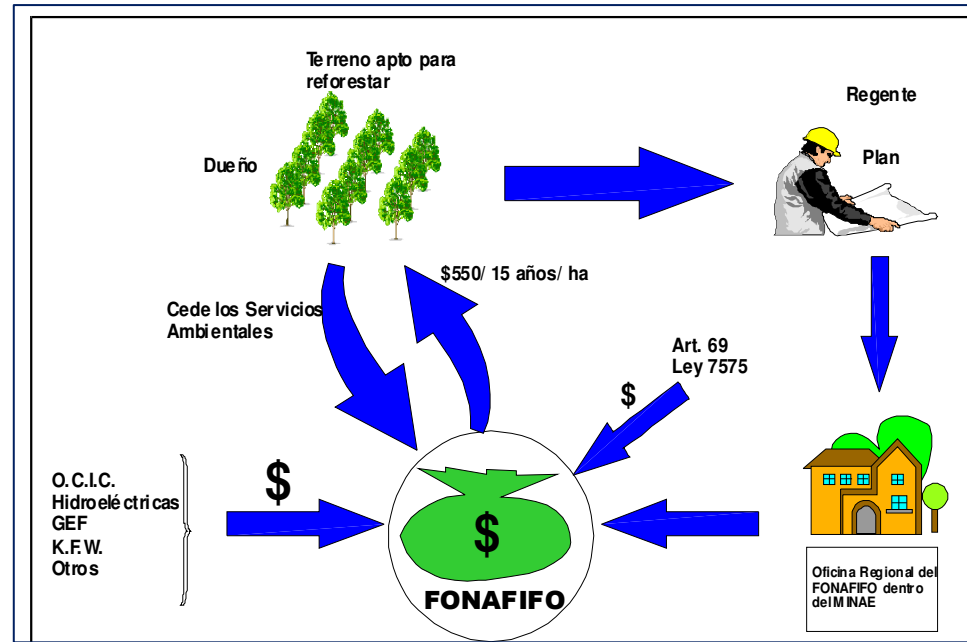 Terreno apto para
reforestar
Dueño
Regente
Plan
$550/ 15 años/ ha
Cede los Servicios
Ambientales
Art. 69
Ley 7575
$
O.C.I.C.
Hidroeléctricas
GEF
K.F.W.
Otros
$
$
FONAFIFO
Oficina Regional del
FONAFIFO dentro
del MINAE